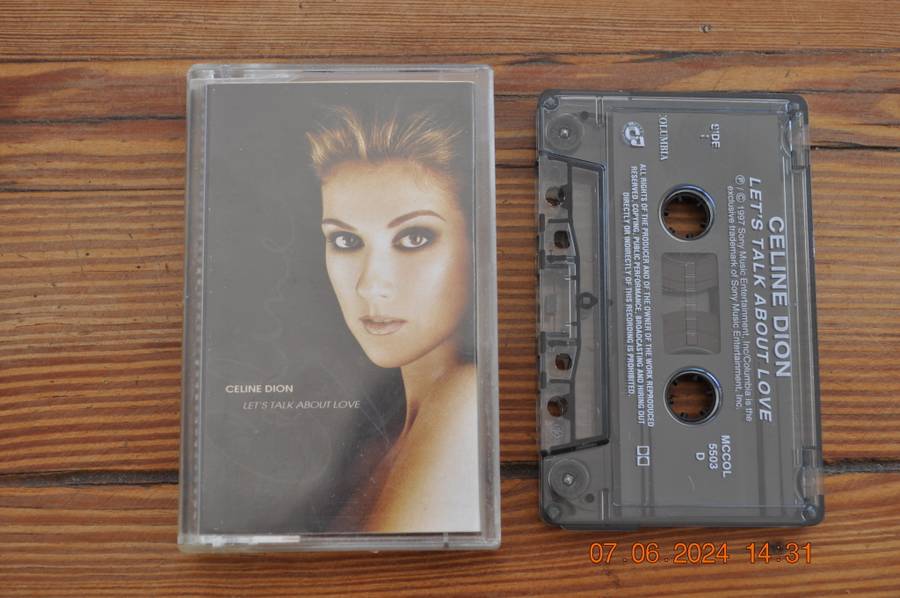 CELINE DION
LET'S TALK ABOUT LOVE
CELINE DION
LET'S TALK ABOUT LOVE
℗/© 1997 Sony Music Entertainment, Inc/Columbia is the
exclusive trademark of Sony Music Entertainment, Inc.
COLUMBIA
MCCOL
5503
D
ALL RIGHTS OF THE PRODUCER AND OF THE OWNER OF THE WORK REPRODUCED
RESERVED. COPYING, PUBLIC PERFORMANCE, BROADCASTING AND HIRING OUT
DIRECTLY OR INDIRECTLY OF THIS RECORDING IS PROHIBITED.
07.06.2024 14:31